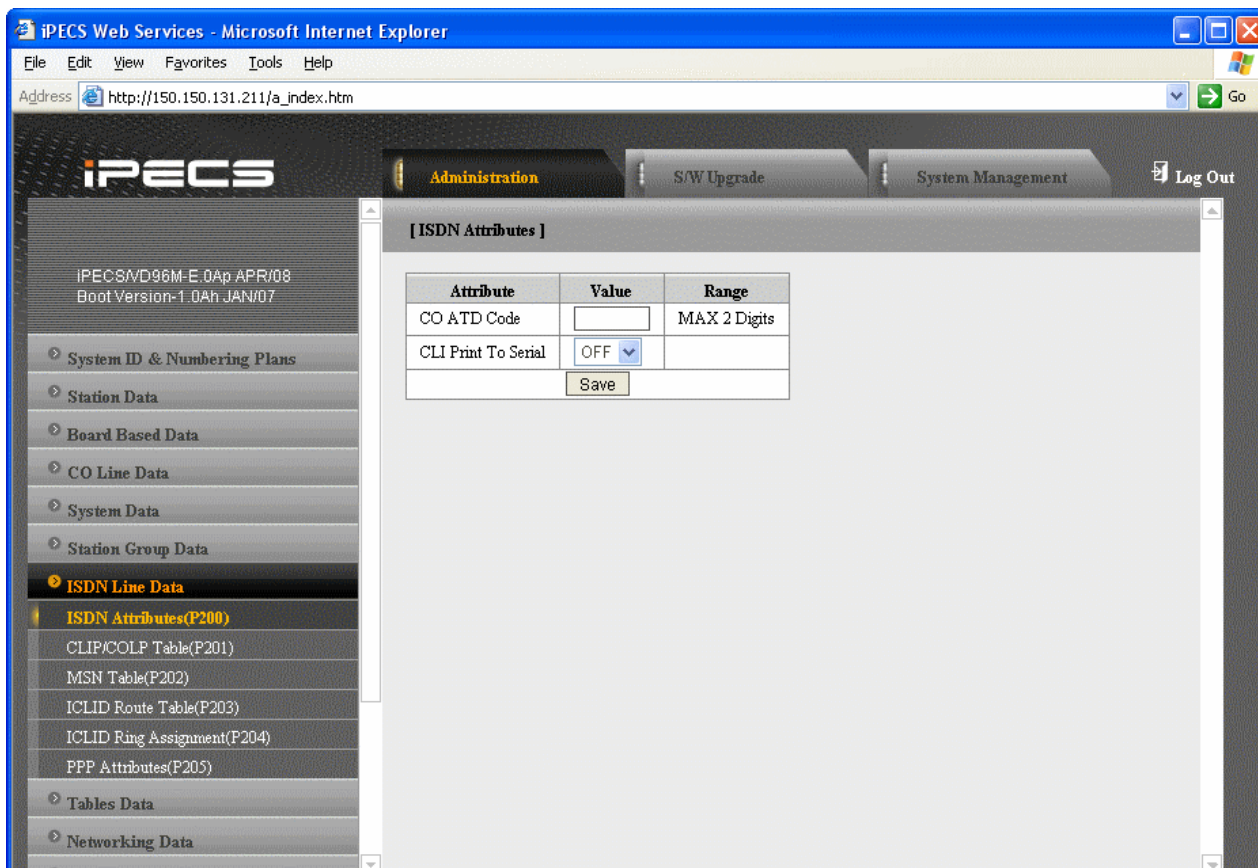 iPECS Web Services - Microsoft Internet Explorer
File Edit View Favorites Tools Help
Address http://150.150.131.211/a_index.htm Go
iPECS
Administration S/W Upgrade System Management Log Out
[ ISDN Attributes ]
iPECS/VD96M-E.0Ap APR/08
Boot Version-1.0Ah JAN/07
Attribute Value Range
CO ATD Code MAX 2 Digits
CLI Print To Serial OFF
Save
System ID & Numbering Plans
Station Data
Board Based Data
CO Line Data
System Data
Station Group Data
ISDN Line Data
ISDN Attributes(P200)
CLIP/COLP Table(P201)
MSN Table(P202)
ICLID Route Table(P203)
ICLID Ring Assignment(P204)
PPP Attributes(P205)
Tables Data
Networking Data